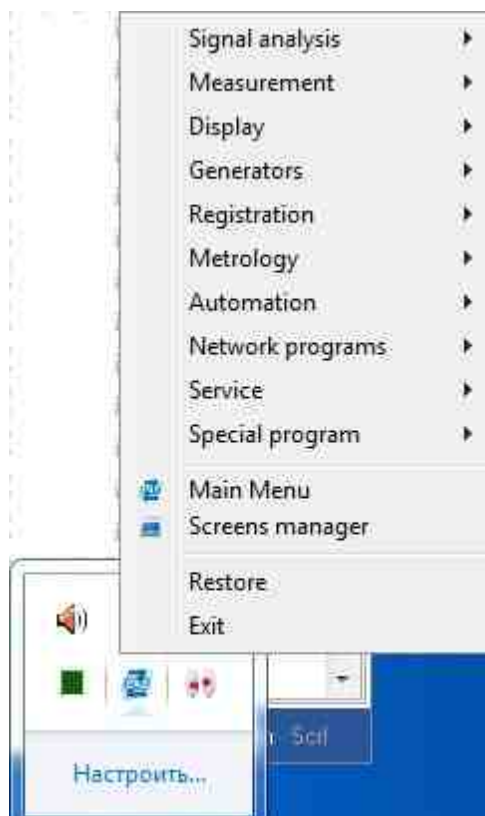 Signal analysis
Measurement
Display
Generators
Registration
Metrology
Automation
Network programs
Service
Special program
Main Menu
Screens manager
Restore
Exit
Настроить...